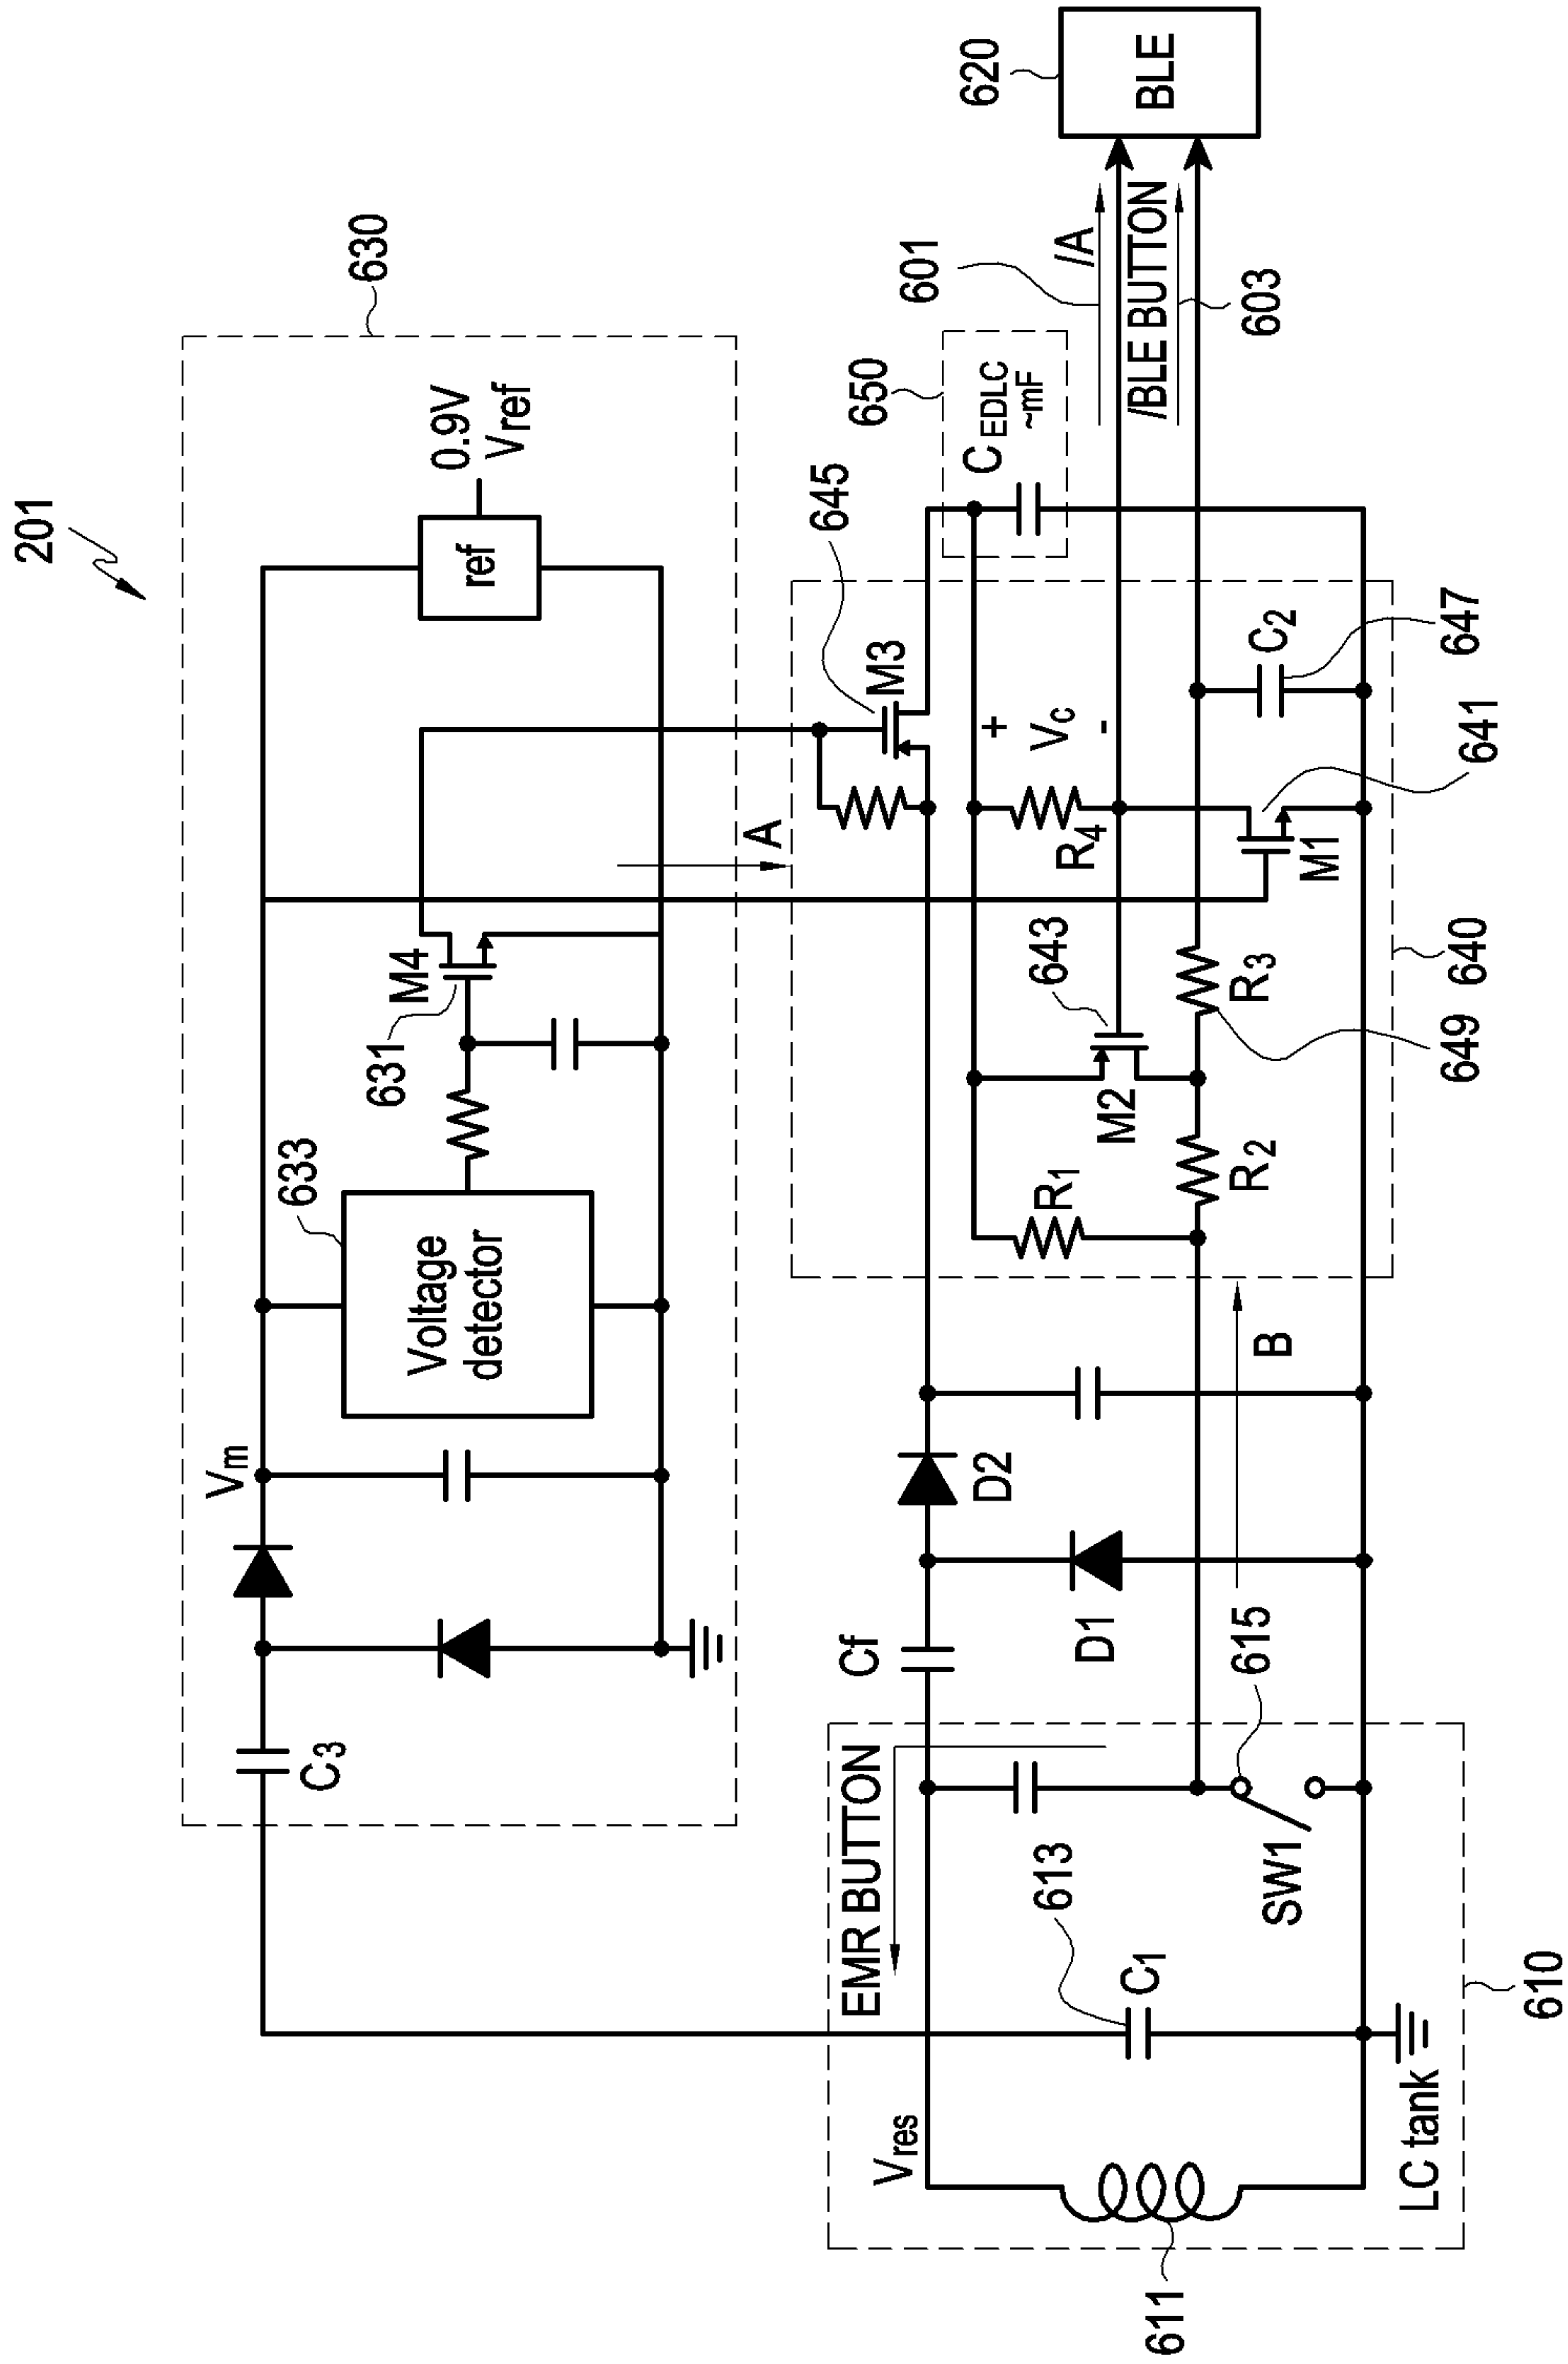 201
630
Vm
633
Voltage
detector
631
M4
ref
0.9V
Vref
C3
A
645
M3
650
CEDLC
~mF
601
/A
/BLE BUTTON
603
620
BLE
EMR BUTTON
Vres
611
613
C1
SW1
615
LC tank
610
Cf
D1
D2
B
R1
R2
M2
643
R3
649
640
R4
+
Vc
-
M1
641
C2
647